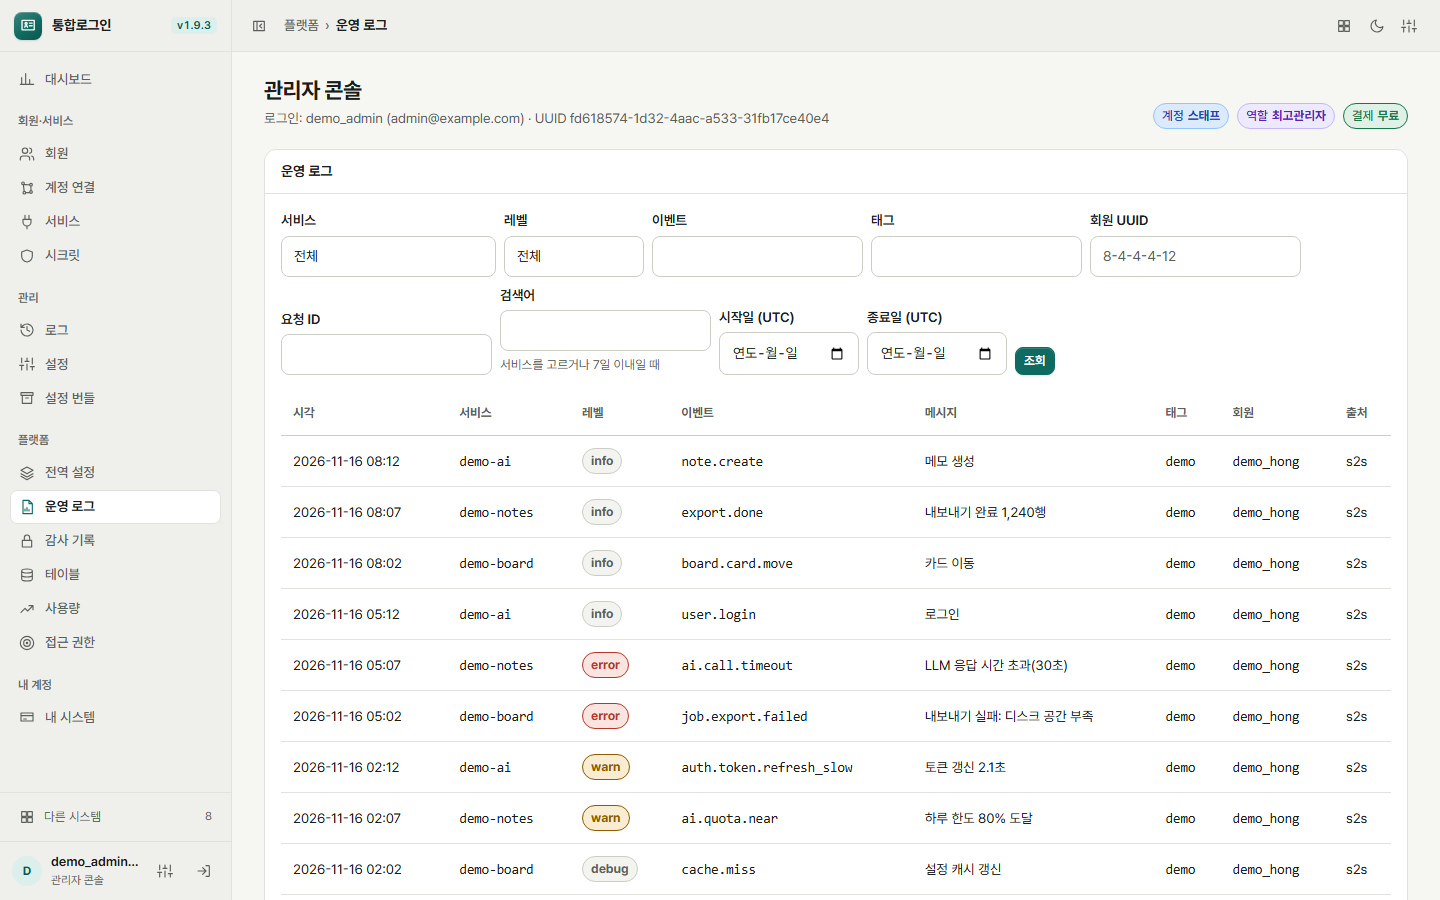 통합로그인 v1.9.3
플랫폼 › 운영 로그
대시보드
회원·서비스
회원
계정 연결
서비스
시크릿
관리
로그
설정
설정 번들
플랫폼
전역 설정
운영 로그
감사 기록
테이블
사용량
접근 권한
내 계정
내 시스템
다른 시스템 8
D demo_admin...
관리자 콘솔
관리자 콘솔
로그인: demo_admin (admin@example.com) · UUID fd618574-1d32-4aac-a533-31fb17ce40e4
계정 스태프 역할 최고관리자 결제 무료
운영 로그
서비스 레벨 이벤트 태그 회원 UUID
전체 전체 8-4-4-4-12
요청 ID 검색어 시작일 (UTC) 종료일 (UTC)
연도-월-일 연도-월-일 조회
서비스를 고르거나 7일 이내일 때
시각 서비스 레벨 이벤트 메시지 태그 회원 출처
2026-11-16 08:12 demo-ai info note.create 메모 생성 demo demo_hong s2s
2026-11-16 08:07 demo-notes info export.done 내보내기 완료 1,240행 demo demo_hong s2s
2026-11-16 08:02 demo-board info board.card.move 카드 이동 demo demo_hong s2s
2026-11-16 05:12 demo-ai info user.login 로그인 demo demo_hong s2s
2026-11-16 05:07 demo-notes error ai.call.timeout LLM 응답 시간 초과(30초) demo demo_hong s2s
2026-11-16 05:02 demo-board error job.export.failed 내보내기 실패: 디스크 공간 부족 demo demo_hong s2s
2026-11-16 02:12 demo-ai warn auth.token.refresh_slow 토큰 갱신 2.1초 demo demo_hong s2s
2026-11-16 02:07 demo-notes warn ai.quota.near 하루 한도 80% 도달 demo demo_hong s2s
2026-11-16 02:02 demo-board debug cache.miss 설정 캐시 갱신 demo demo_hong s2s